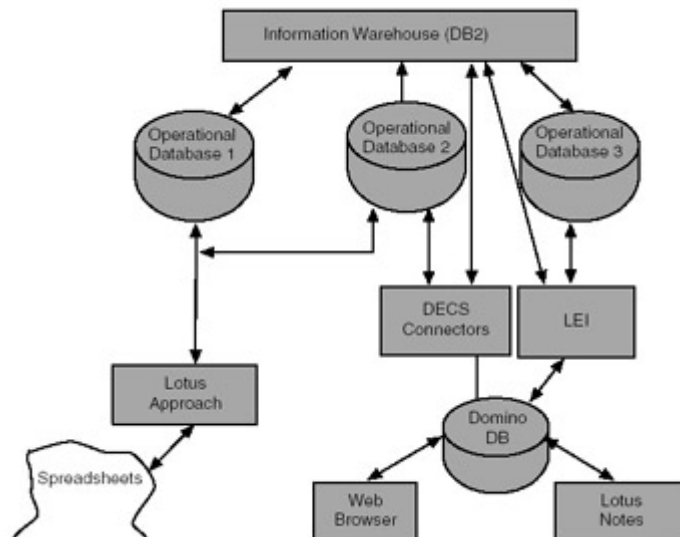 Information Warehouse (DB2)
Operational
Database 1
Operational
Database 2
Operational
Database 3
DECS
Connectors
LEI
Lotus
Approach
Domino
DB
Spreadsheets
Web
Browser
Lotus
Notes